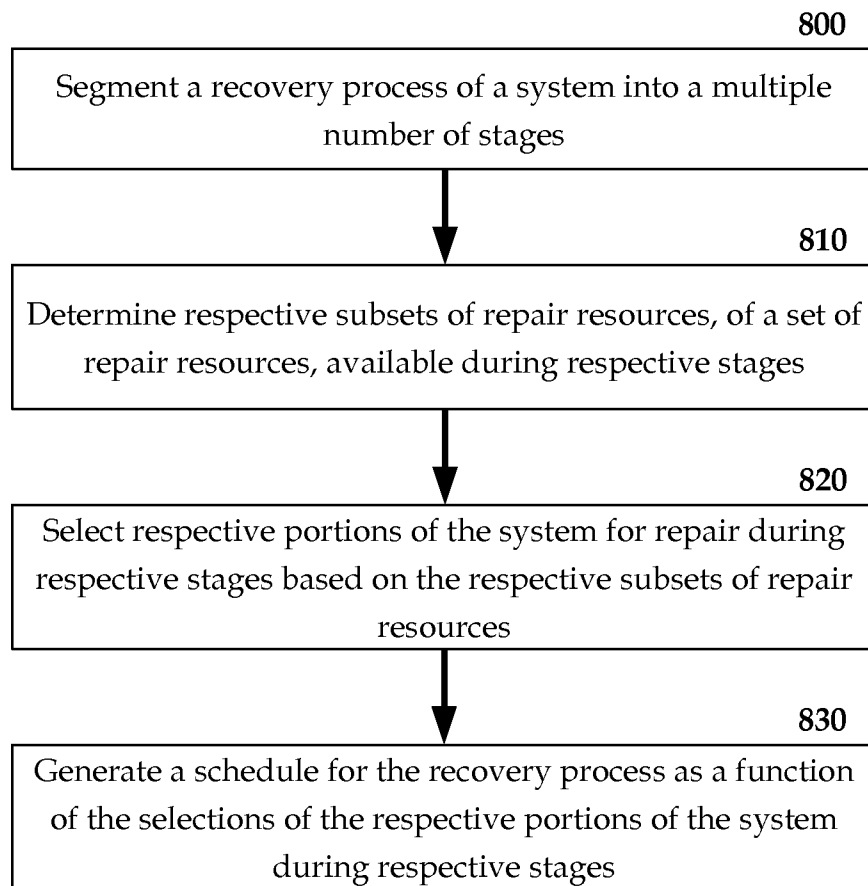 800
Segment a recovery process of a system into a multiple
number of stages
810
Determine respective subsets of repair resources, of a set of
repair resources, available during respective stages
820
Select respective portions of the system for repair during
respective stages based on the respective subsets of repair
resources
830
Generate a schedule for the recovery process as a function
of the selections of the respective portions of the system
during respective stages